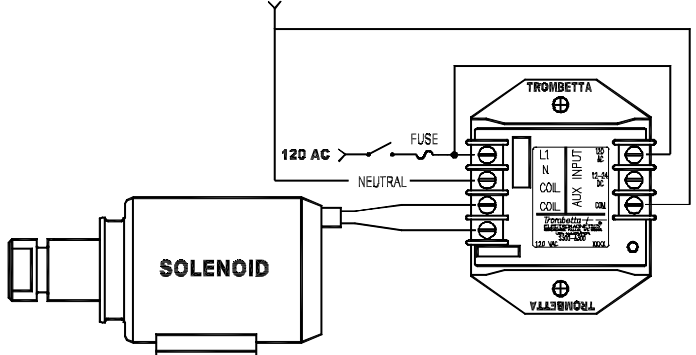 TROMBETTA
FUSE
120 AC
NEUTRAL
L1
N
COIL
COIL
AUX INPUT
120
AC
12-24
DC
COM
Trombetta
120 VAC
XXXX
SOLENOID
TROMBETTA